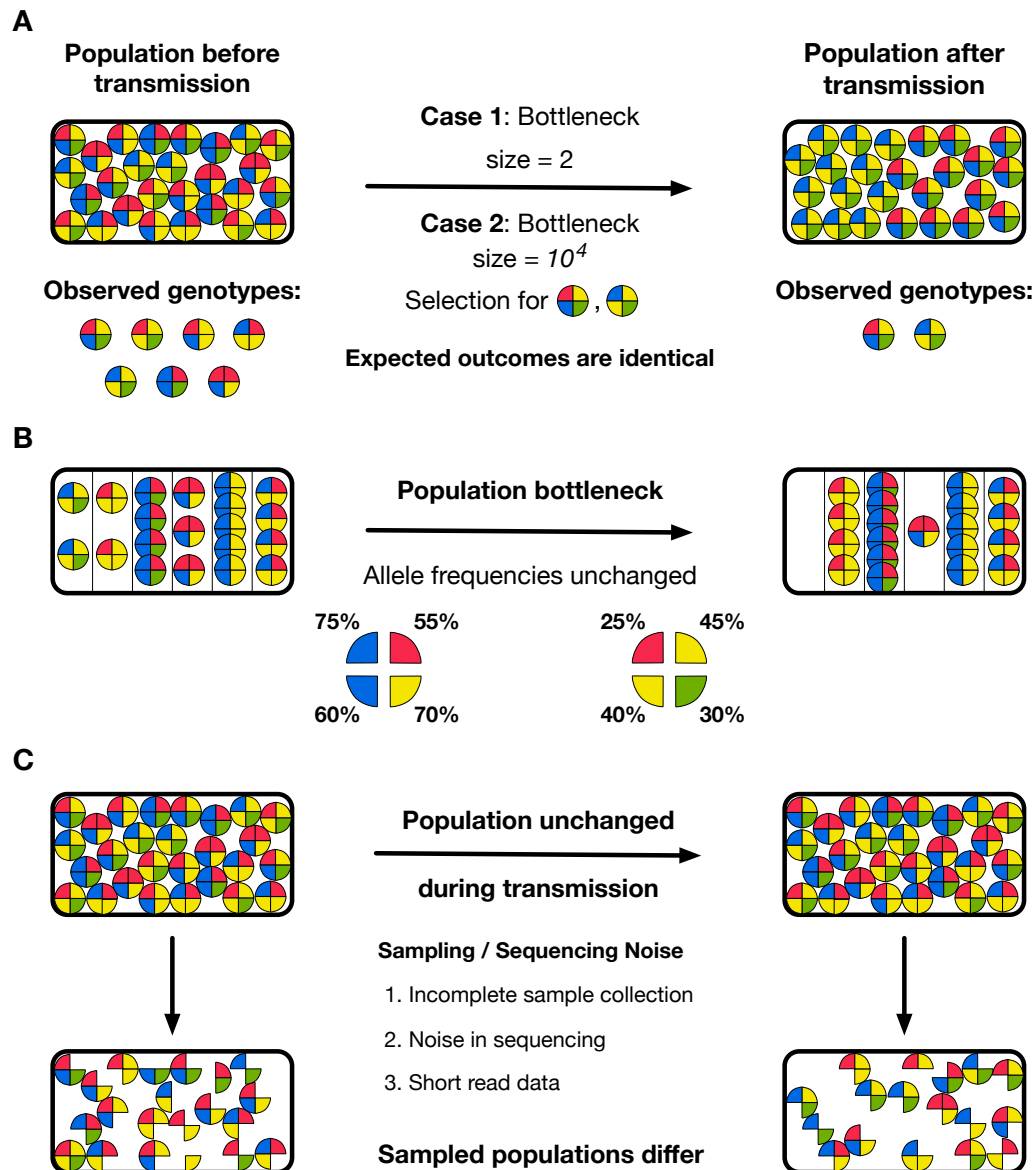 A
Population before
transmission
Case 1: Bottleneck
size = 2
Case 2: Bottleneck
size = 10⁴
Selection for , 
Expected outcomes are identical
Population after
transmission
Observed genotypes:
Observed genotypes:
B
Population bottleneck
Allele frequencies unchanged
75% 55%
60% 70%
25% 45%
40% 30%
C
Population unchanged
during transmission
Sampling / Sequencing Noise
1. Incomplete sample collection
2. Noise in sequencing
3. Short read data
Sampled populations differ